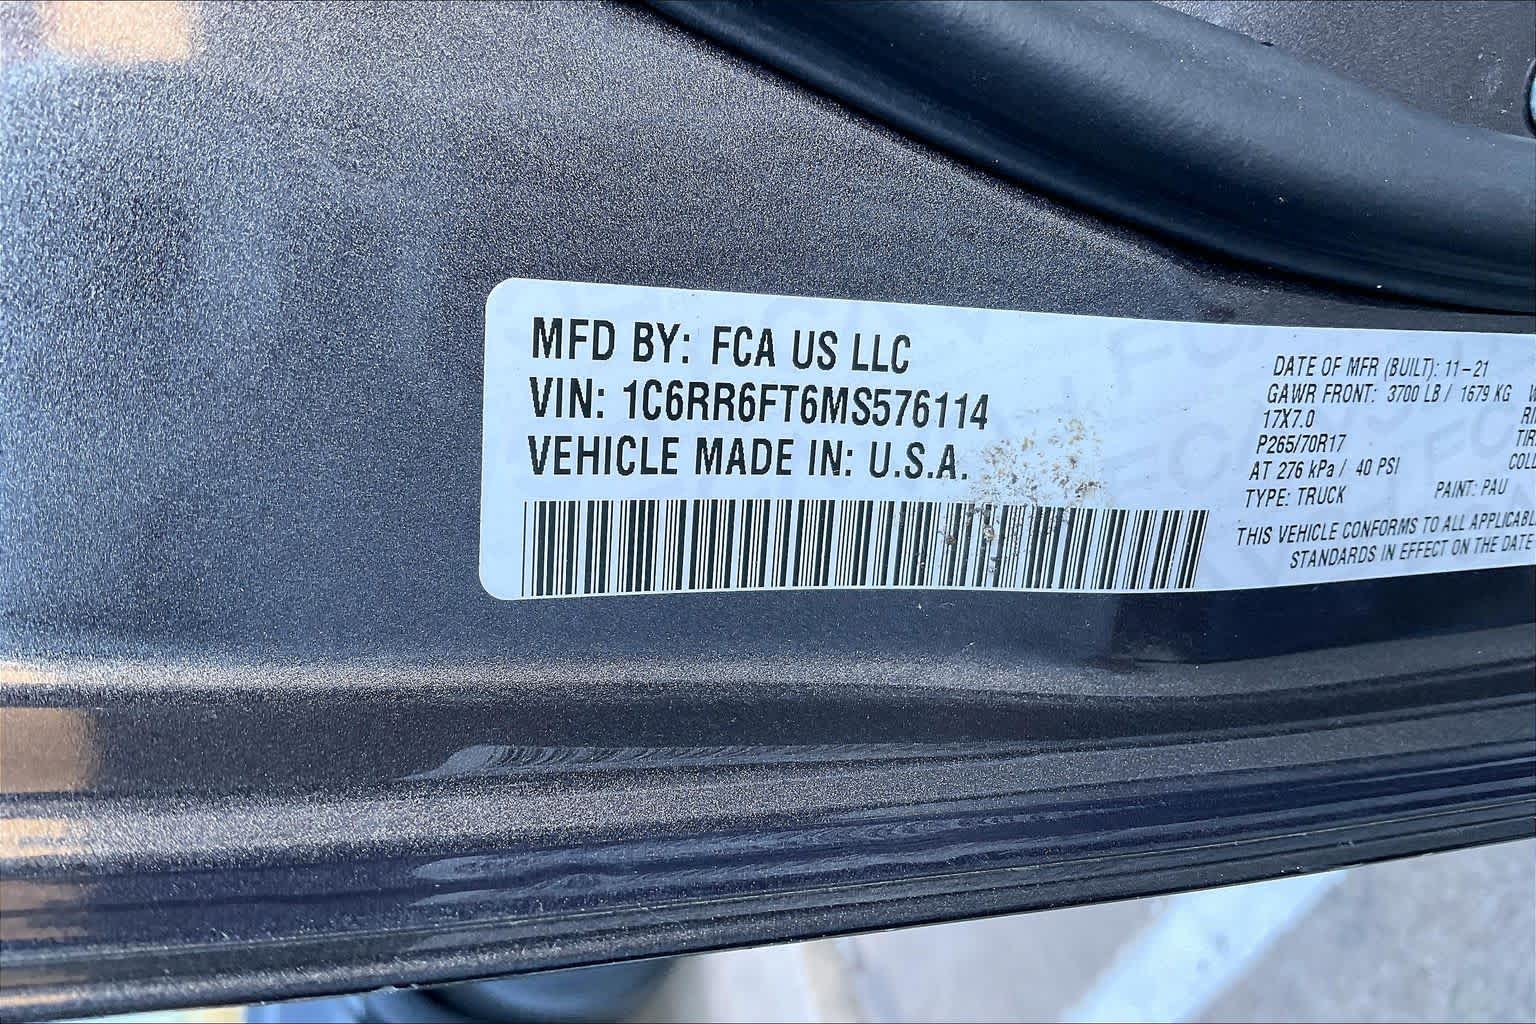 MFD BY: FCA US LLC
VIN: 1C6RR6FT6MS576114
VEHICLE MADE IN: U.S.A.
DATE OF MFR (BUILT): 11-21
GAWR FRONT: 3700 LB / 1679 KG
17X7.0
P265/70R17
AT 276 kPa / 40 PSI
TYPE: TRUCK PAINT: PAU
THIS VEHICLE CONFORMS TO ALL
STANDARDS IN EFFECT ON THE DATE